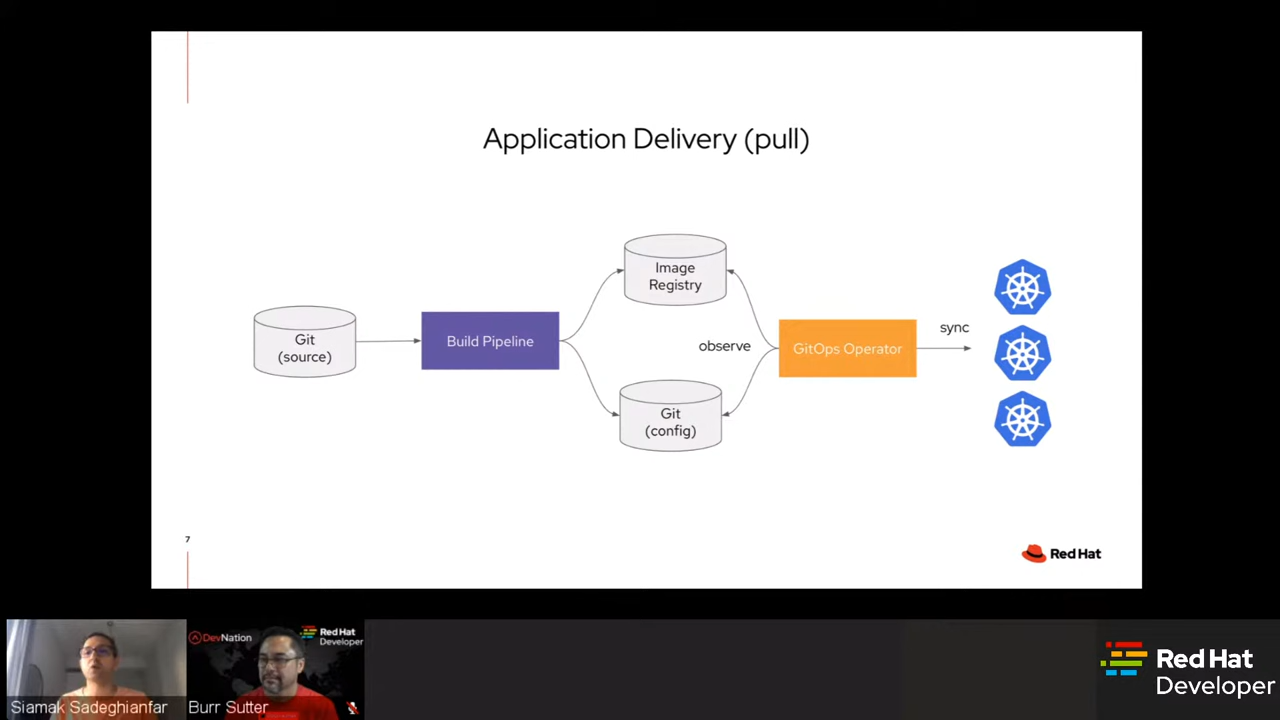 Application Delivery (pull)
Image
Registry
Git
(source)
Build Pipeline
observe
GitOps Operator
sync
Git
(config)
7
Red Hat
DevNation
Red Hat
Developer
Siamak Sadeghianfar
Burr Sutter
Red Hat
Developer